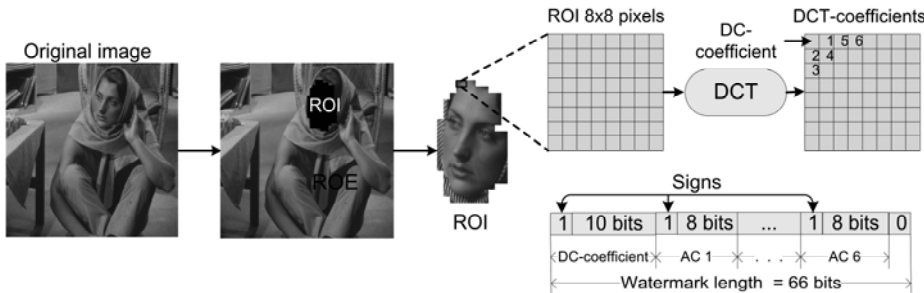 Original image
ROI
ROE
ROI
ROI 8x8 pixels
DC-
coefficient
DCT
DCT-coefficients
1 5 6
2 4
3
Signs
1 10 bits 1 8 bits ... 1 8 bits 0
DC-coefficient AC 1 . . . AC 6
Watermark length = 66 bits